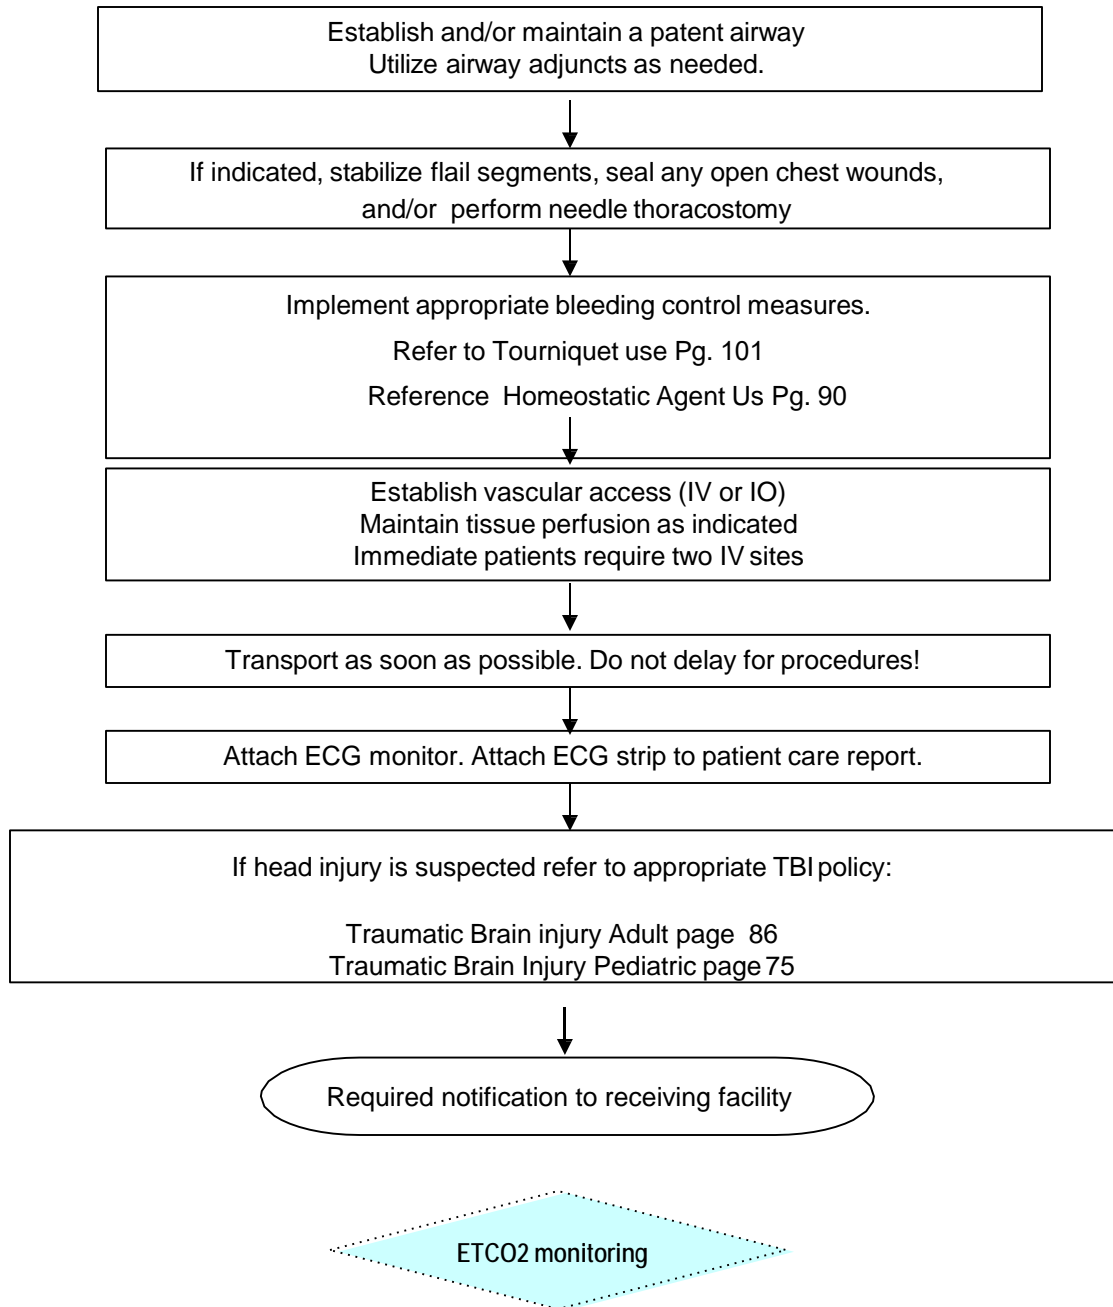 Establish and/or maintain a patent airway
Utilize airway adjuncts as needed.
If indicated, stabilize flail segments, seal any open chest wounds,
and/or perform needle thoracostomy
Implement appropriate bleeding control measures.
Refer to Tourniquet use Pg. 101
Reference Homeostatic Agent Us Pg. 90
Establish vascular access (IV or IO)
Maintain tissue perfusion as indicated
Immediate patients require two IV sites
Transport as soon as possible. Do not delay for procedures!
Attach ECG monitor. Attach ECG strip to patient care report.
If head injury is suspected refer to appropriate TBI policy:
Traumatic Brain injury Adult page 86
Traumatic Brain Injury Pediatric page 75
Required notification to receiving facility
ETCO2 monitoring